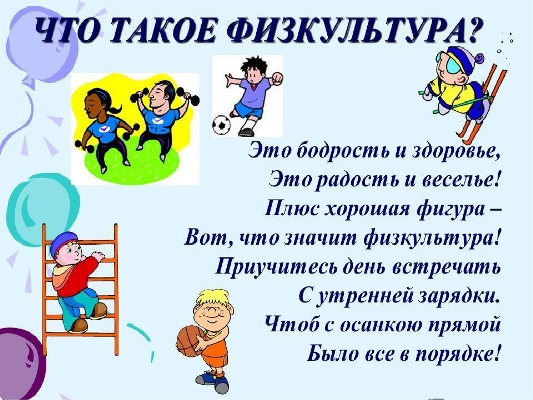 ЧТО ТАКОЕ ФИЗКУЛЬТУРА?
Это бодрость и здоровье,
Это радость и веселье!
Плюс хорошая фигура –
Вот, что значит физкультура!
Приучитесь день встречать
С утренней зарядки.
Чтоб с осанкою прямой
Было все в порядке!